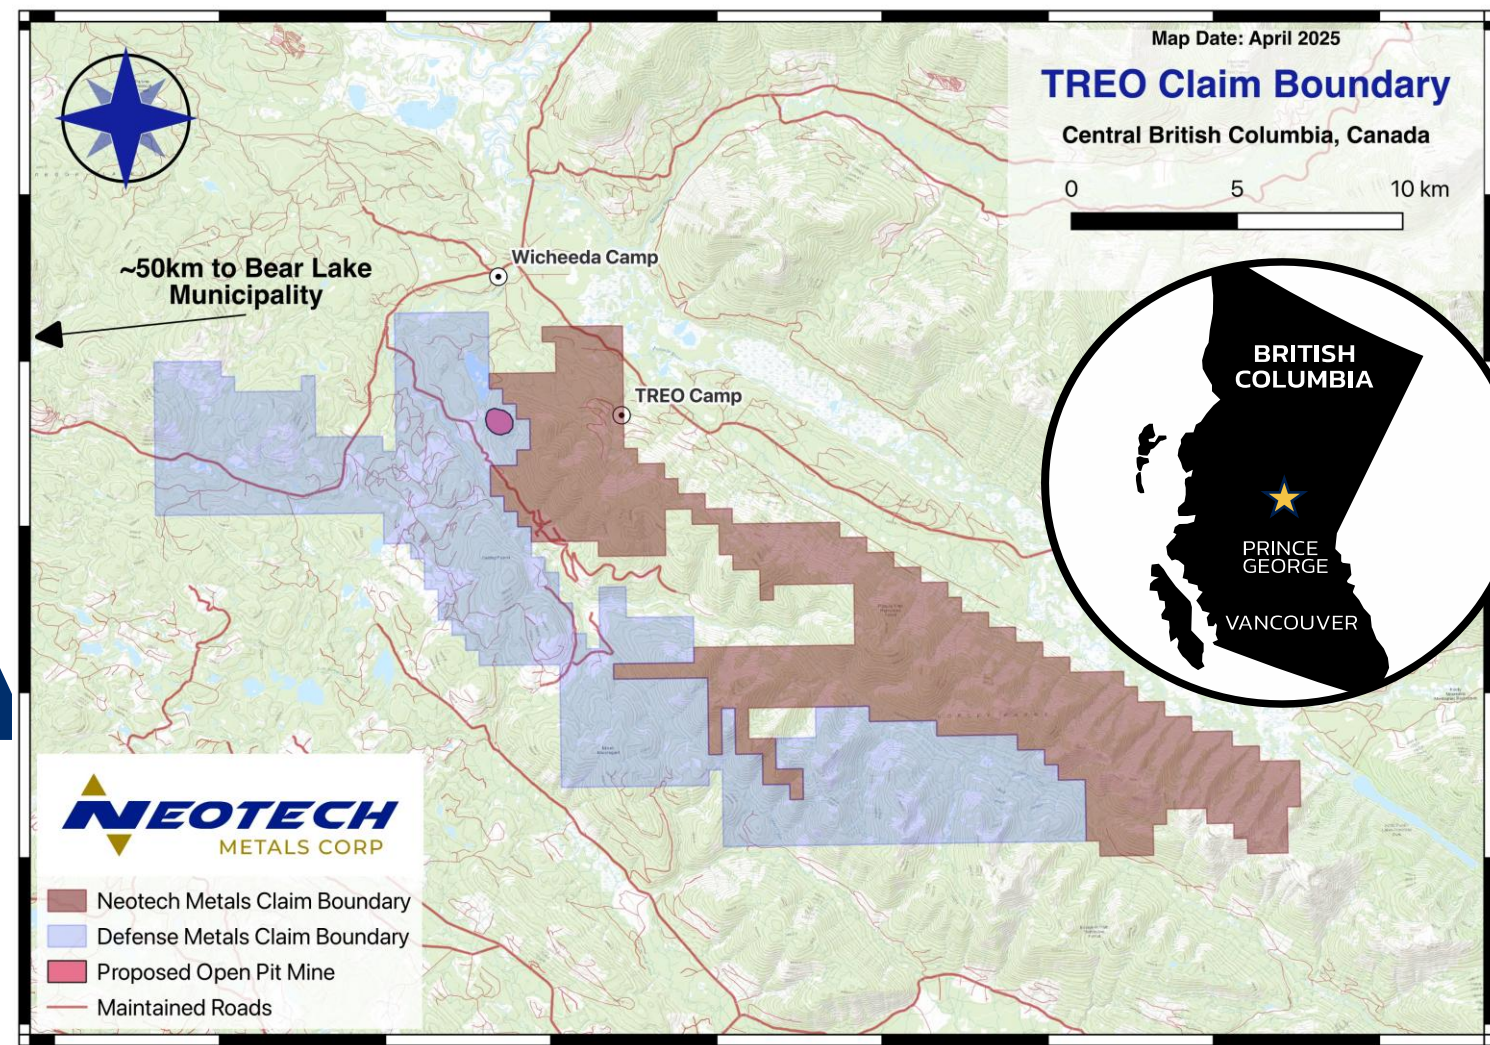 Map Date: April 2025
TREO Claim Boundary
Central British Columbia, Canada
0 5 10 km
Wicheeda Camp
~50km to Bear Lake
Municipality
TREO Camp
BRITISH
COLUMBIA
PRINCE
GEORGE
VANCOUVER
NEOTECH
METALS CORP
Neotech Metals Claim Boundary
Defense Metals Claim Boundary
Proposed Open Pit Mine
Maintained Roads